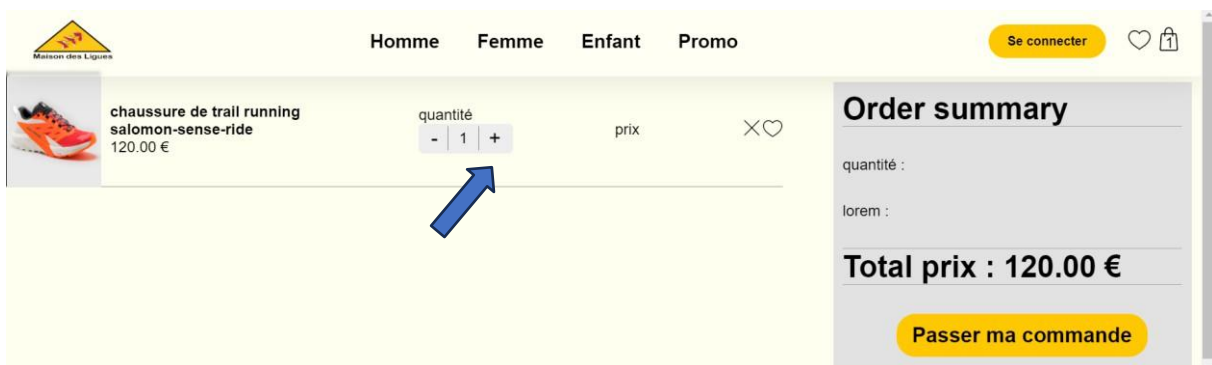 Maison des Ligues
Homme Femme Enfant Promo
Se connecter
1
chaussure de trail running
salomon-sense-ride
120.00 €
quantité
- 1 +
prix
Order summary
quantité :
lorem :
Total prix : 120.00 €
Passer ma commande